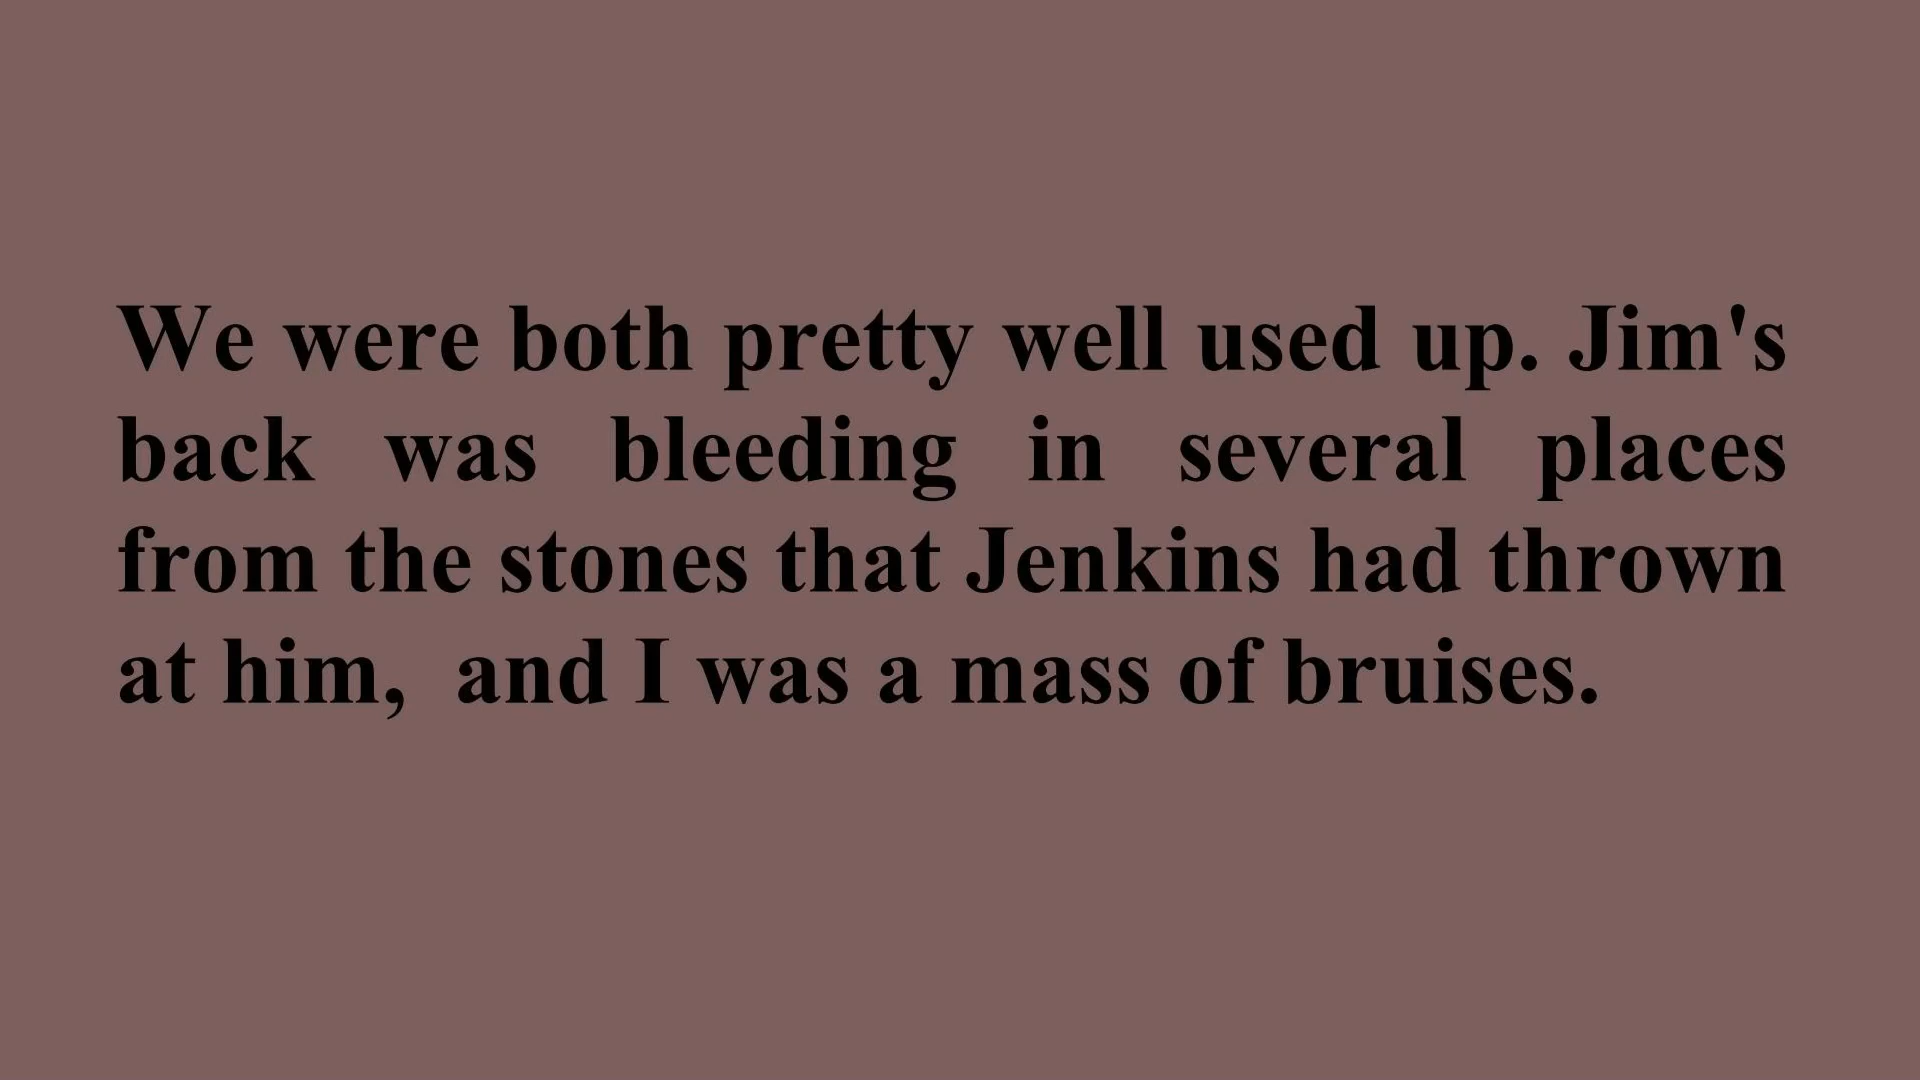 We were both pretty well used up. Jim's
back was bleeding in several places
from the stones that Jenkins had thrown
at him,  and I was a mass of bruises.